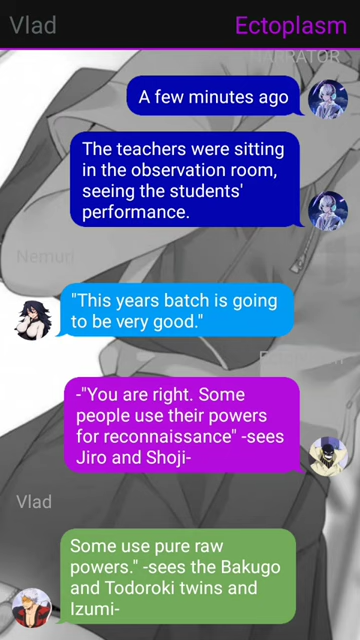 Vlad Ectoplasm
NARRATOR
A few minutes ago
The teachers were sitting
in the observation room,
seeing the students'
performance.
Nemuri
"This years batch is going
to be very good."
-"You are right. Some
people use their powers
for reconnaissance" -sees
Jiro and Shoji-
Vlad
Some use pure raw
powers." -sees the Bakugo
and Todoroki twins and
Izumi-